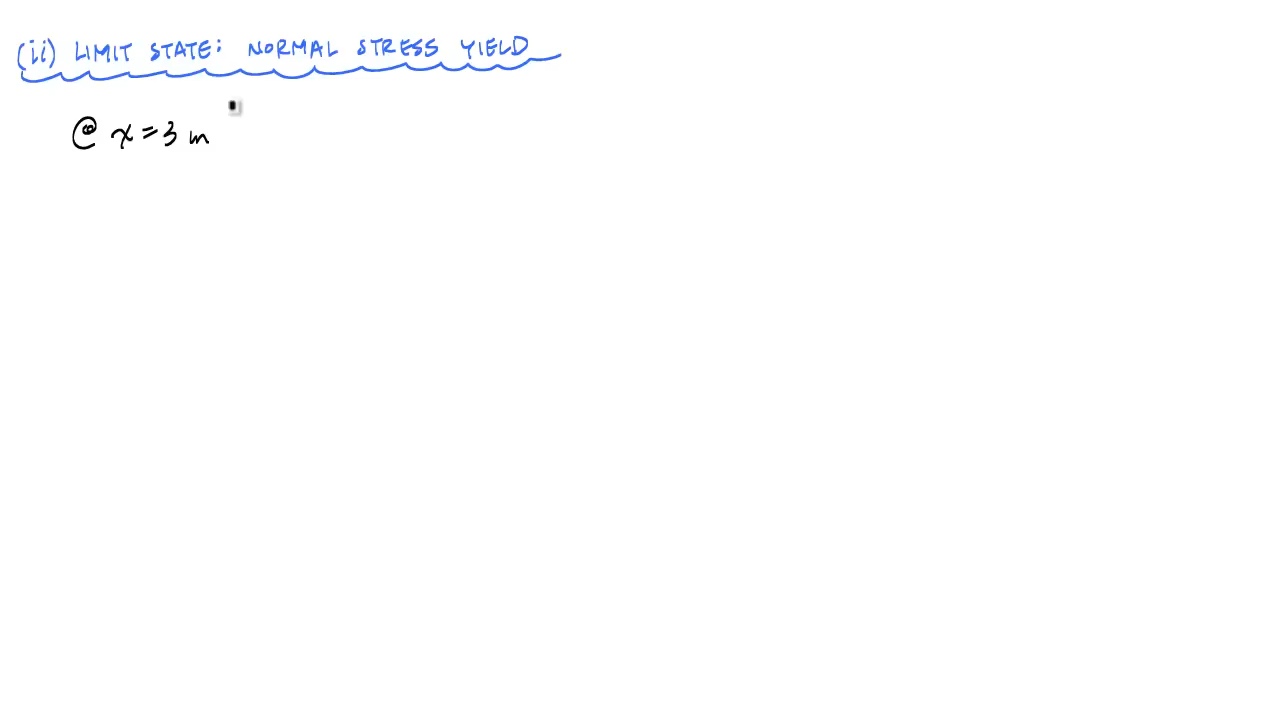 (ii) LIMIT STATE: NORMAL STRESS YIELD
@ x = 3 m